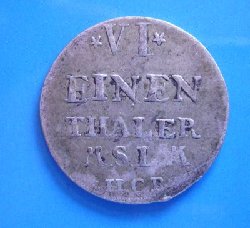 *VI*
EINEN
THALER
K.S.L.M
H.C.B.